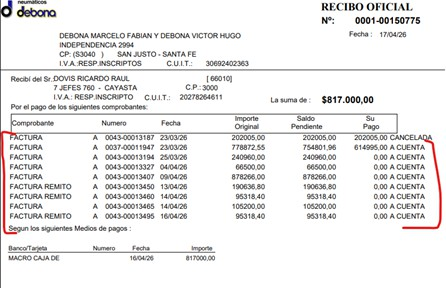 neumáticos
debona
RECIBO OFICIAL
Nº: 0001-00150775
DEBONA MARCELO FABIAN Y DEBONA VICTOR HUGO
INDEPENDENCIA 2994
CP: (S3040 ) SAN JUSTO - SANTA FE
I.V.A.:RESP.INSCRIPTOS C.U.I.T.: 30692402363
Fecha : 17/04/26
Recibí del Sr.:DOVIS RICARDO RAUL [ 66010]
7 JEFES 760 - CAYASTA C.P.: 3000
I.V.A.: RESP.INSCRIPTO C.U.I.T.: 20278264611
La suma de : $817.000,00
Por el pago de los siguientes comprobantes:
Comprobante Numero Fecha Importe Original Saldo Pendiente Su Pago
FACTURA A 0043-00013187 23/03/26 202005,00 202005,00 202005,00 CANCELADA
FACTURA A 0037-00011947 23/03/26 778872,55 754801,96 614995,00 A CUENTA
FACTURA A 0043-00013194 25/03/26 240960,00 240960,00 0,00 A CUENTA
FACTURA A 0043-00013327 04/04/26 66500,00 66500,00 0,00 A CUENTA
FACTURA A 0043-00013407 09/04/26 878266,00 878266,00 0,00 A CUENTA
FACTURA REMITO A 0043-00013450 13/04/26 190636,80 190636,80 0,00 A CUENTA
FACTURA REMITO A 0043-00013460 14/04/26 95318,40 95318,40 0,00 A CUENTA
FACTURA REMITO A 0043-00013465 14/04/26 105200,00 105200,00 0,00 A CUENTA
FACTURA REMITO A 0043-00013495 16/04/26 95318,40 95318,40 0,00 A CUENTA
Segun los siguientes Medios de pagos :
Banco/Tarjeta Numero Fecha Importe
MACRO CAJA DE 16/04/26 817000,00